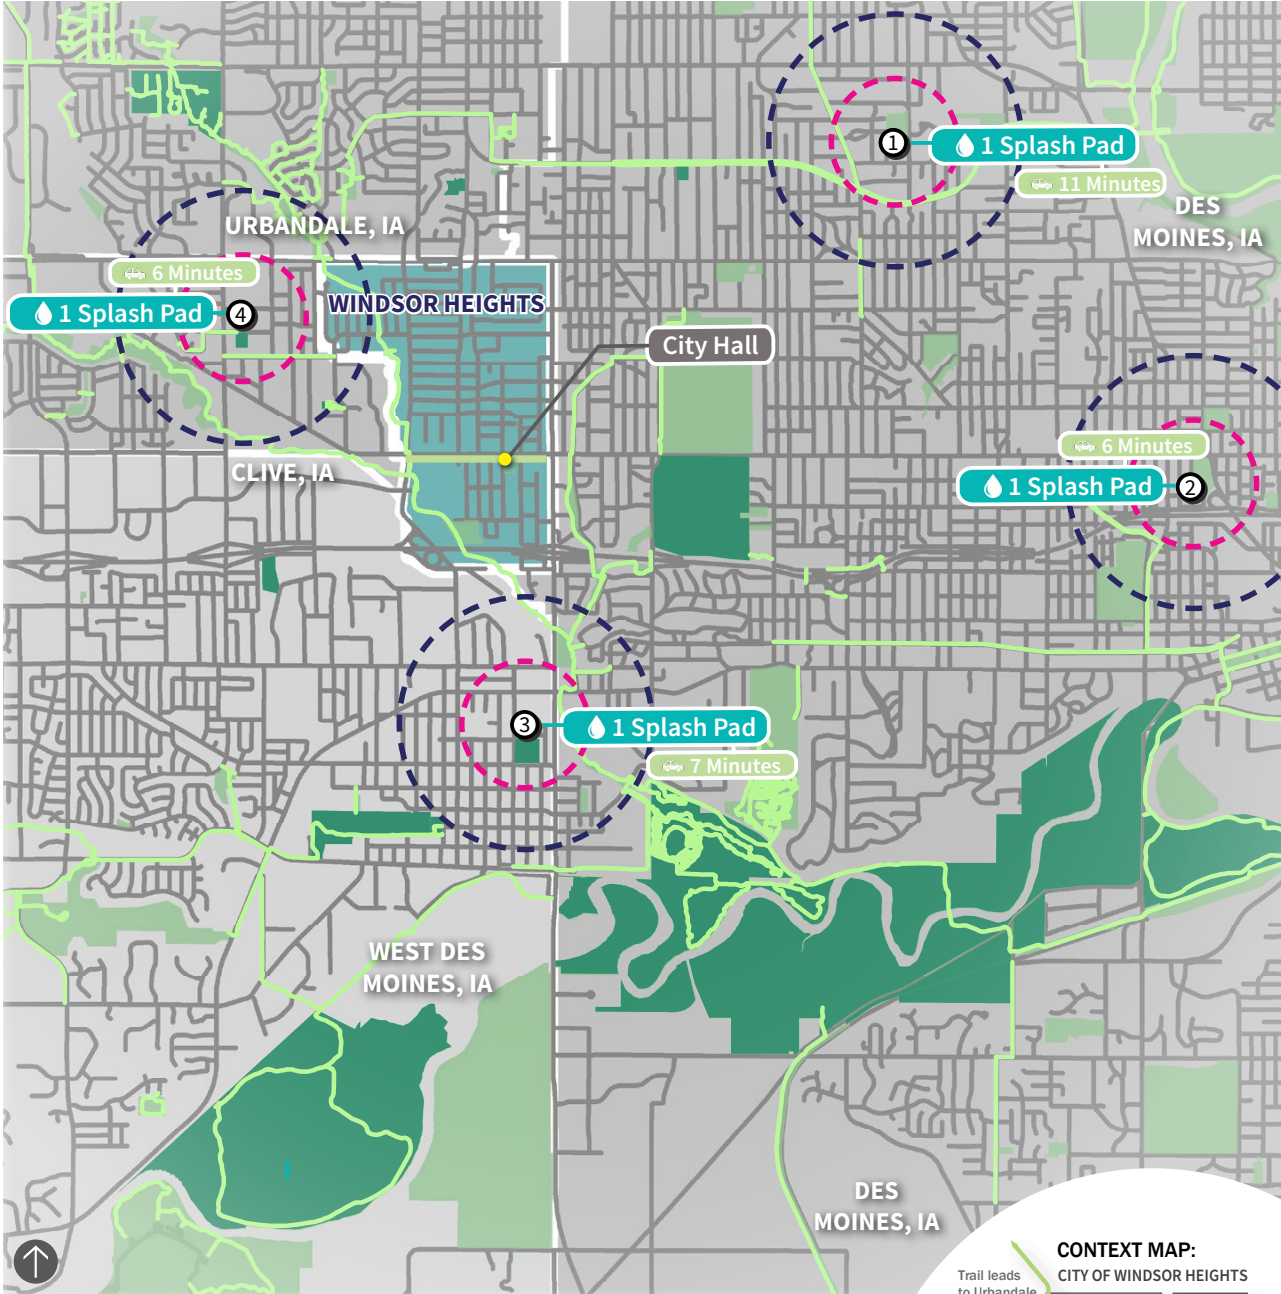 1
1 Splash Pad
11 Minutes
DES
MOINES, IA
URBANDALE, IA
6 Minutes
1 Splash Pad
4
WINDSOR HEIGHTS
City Hall
6 Minutes
1 Splash Pad
2
CLIVE, IA
3
1 Splash Pad
7 Minutes
WEST DES
MOINES, IA
DES
MOINES, IA
CONTEXT MAP:
CITY OF WINDSOR HEIGHTS
Trail leads
to Urbandale